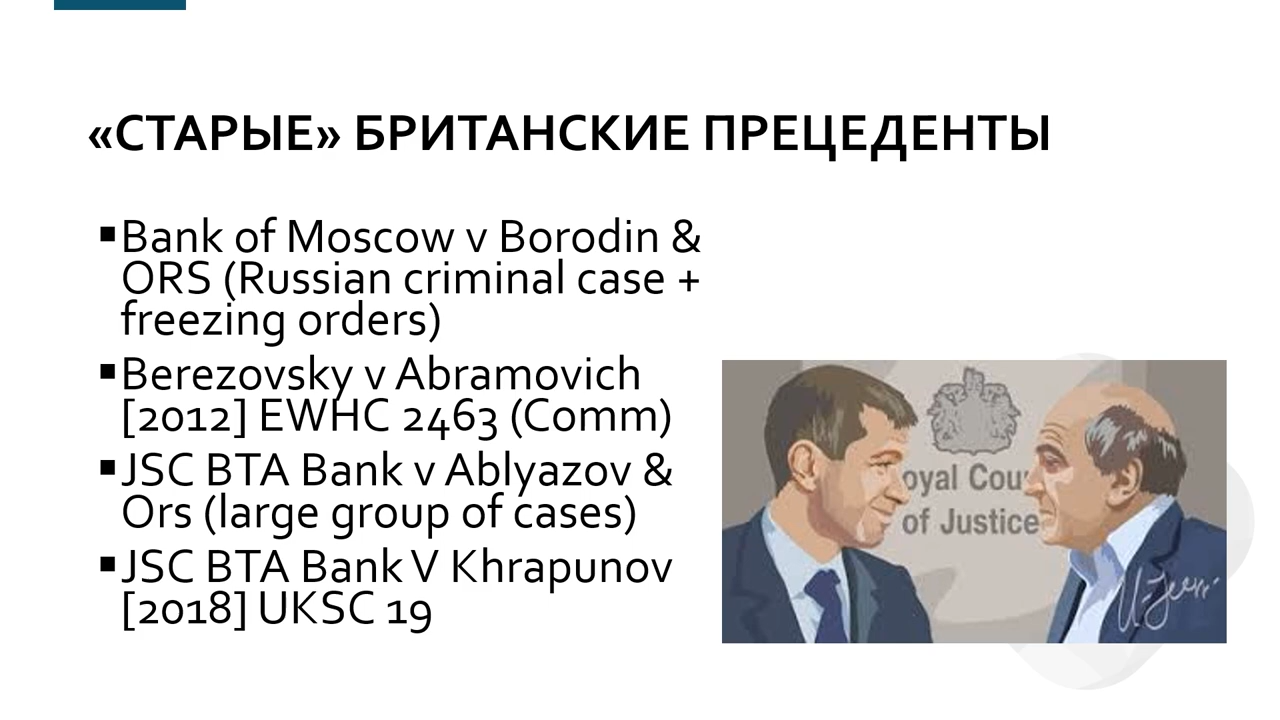 «СТАРЫЕ» БРИТАНСКИЕ ПРЕЦЕДЕНТЫ
▪Bank of Moscow v Borodin &
ORS (Russian criminal case +
freezing orders)
▪Berezovsky v Abramovich
[2012] EWHC 2463 (Comm)
▪JSC BTA Bank v Ablyazov &
Ors (large group of cases)
▪JSC BTA Bank V Khrapunov
[2018] UKSC 19
oyal Cou
of Justice